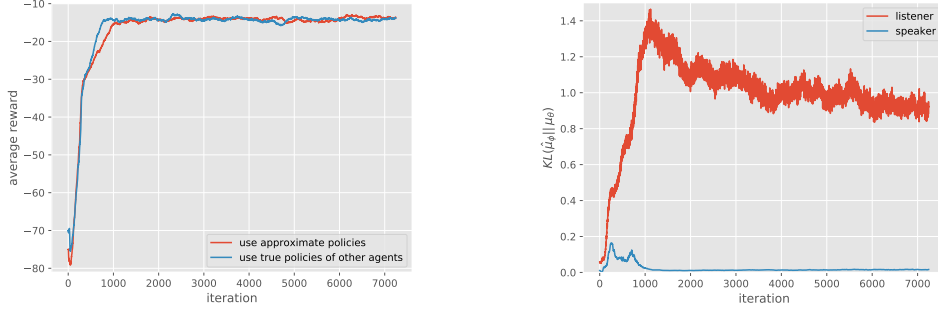 −10
−20
−30
−40
−50
−60
−70
−80
average reward
0 1000 2000 3000 4000 5000 6000 7000
iteration
use approximate policies
use true policies of other agents
1.4
1.2
1.0
0.8
0.6
0.4
0.2
0.0
KL(μ̂ϕ||μθ)
0 1000 2000 3000 4000 5000 6000 7000
iteration
listener
speaker